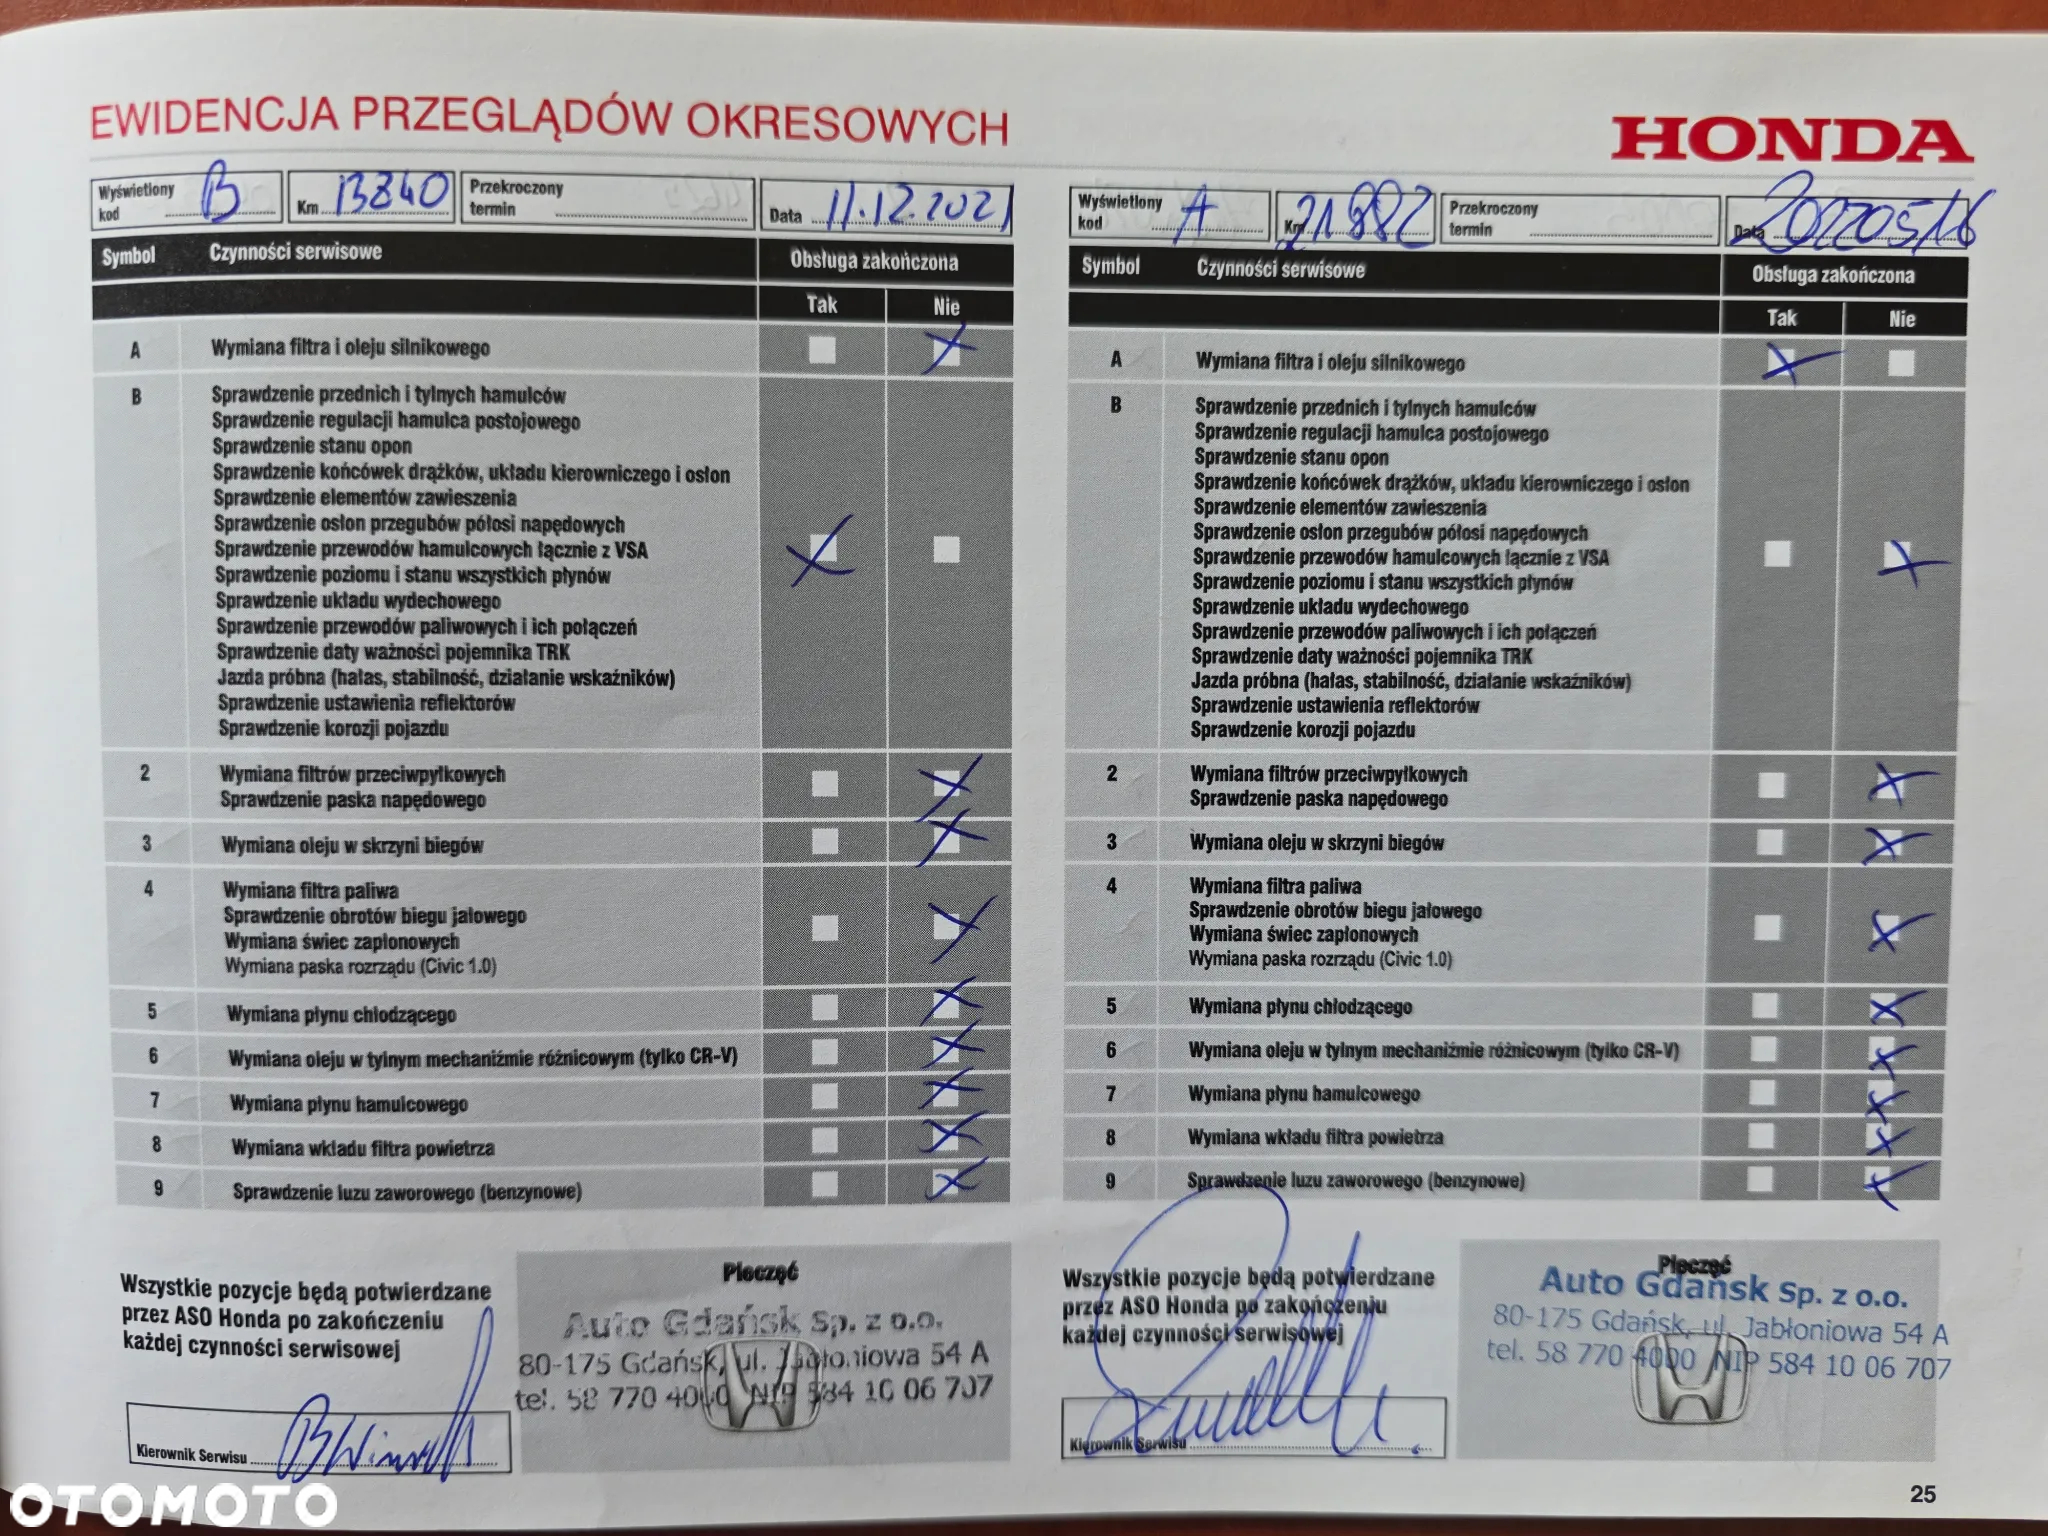 EWIDENCJA PRZEGLĄDÓW OKRESOWYCH
HONDA
Wyświetlony kod B Km 13840 Przekroczony termin Data 11.12.2021
Symbol Czynności serwisowe Obsługa zakończona
Tak Nie
A Wymiana filtra i oleju silnikowego
B Sprawdzenie przednich i tylnych hamulców
Sprawdzenie regulacji hamulca postojowego
Sprawdzenie stanu opon
Sprawdzenie końcówek drążków, układu kierowniczego i osłon
Sprawdzenie elementów zawieszenia
Sprawdzenie osłon przegubów półosi napędowych
Sprawdzenie przewodów hamulcowych łącznie z VSA
Sprawdzenie poziomu i stanu wszystkich płynów
Sprawdzenie układu wydechowego
Sprawdzenie przewodów paliwowych i ich połączeń
Sprawdzenie daty ważności pojemnika TRK
Jazda próbna (hałas, stabilność, działanie wskaźników)
Sprawdzenie ustawienia reflektorów
Sprawdzenie korozji pojazdu
2 Wymiana filtrów przeciwpyłkowych
Sprawdzenie paska napędowego
3 Wymiana oleju w skrzyni biegów
4 Wymiana filtra paliwa
Sprawdzenie obrotów biegu jałowego
Wymiana świec zapłonowych
Wymiana paska rozrządu (Civic 1.0)
5 Wymiana płynu chłodzącego
6 Wymiana oleju w tylnym mechaniźmie różnicowym (tylko CR-V)
7 Wymiana płynu hamulcowego
8 Wymiana wkładu filtra powietrza
9 Sprawdzenie luzu zaworowego (benzynowe)
Wszystkie pozycje będą potwierdzane
przez ASO Honda po zakończeniu
każdej czynności serwisowej
Kierownik Serwisu
Pieczęć
Auto Gdańsk Sp. z o.o.
80-175 Gdańsk, ul. Jabłoniowa 54 A
tel. 58 770 4000 NIP 584 10 06 707
Wyświetlony kod A Km 21882 Przekroczony termin Data 20220516
Symbol Czynności serwisowe Obsługa zakończona
Tak Nie
A Wymiana filtra i oleju silnikowego
B Sprawdzenie przednich i tylnych hamulców
Sprawdzenie regulacji hamulca postojowego
Sprawdzenie stanu opon
Sprawdzenie końcówek drążków, układu kierowniczego i osłon
Sprawdzenie elementów zawieszenia
Sprawdzenie osłon przegubów półosi napędowych
Sprawdzenie przewodów hamulcowych łącznie z VSA
Sprawdzenie poziomu i stanu wszystkich płynów
Sprawdzenie układu wydechowego
Sprawdzenie przewodów paliwowych i ich połączeń
Sprawdzenie daty ważności pojemnika TRK
Jazda próbna (hałas, stabilność, działanie wskaźników)
Sprawdzenie ustawienia reflektorów
Sprawdzenie korozji pojazdu
2 Wymiana filtrów przeciwpyłkowych
Sprawdzenie paska napędowego
3 Wymiana oleju w skrzyni biegów
4 Wymiana filtra paliwa
Sprawdzenie obrotów biegu jałowego
Wymiana świec zapłonowych
Wymiana paska rozrządu (Civic 1.0)
5 Wymiana płynu chłodzącego
6 Wymiana oleju w tylnym mechaniźmie różnicowym (tylko CR-V)
7 Wymiana płynu hamulcowego
8 Wymiana wkładu filtra powietrza
9 Sprawdzenie luzu zaworowego (benzynowe)
Wszystkie pozycje będą potwierdzane
przez ASO Honda po zakończeniu
każdej czynności serwisowej
Kierownik Serwisu
Pieczęć
Auto Gdańsk Sp. z o.o.
80-175 Gdańsk, ul. Jabłoniowa 54 A
tel. 58 770 4000 NIP 584 10 06 707
25
OTOMOTO